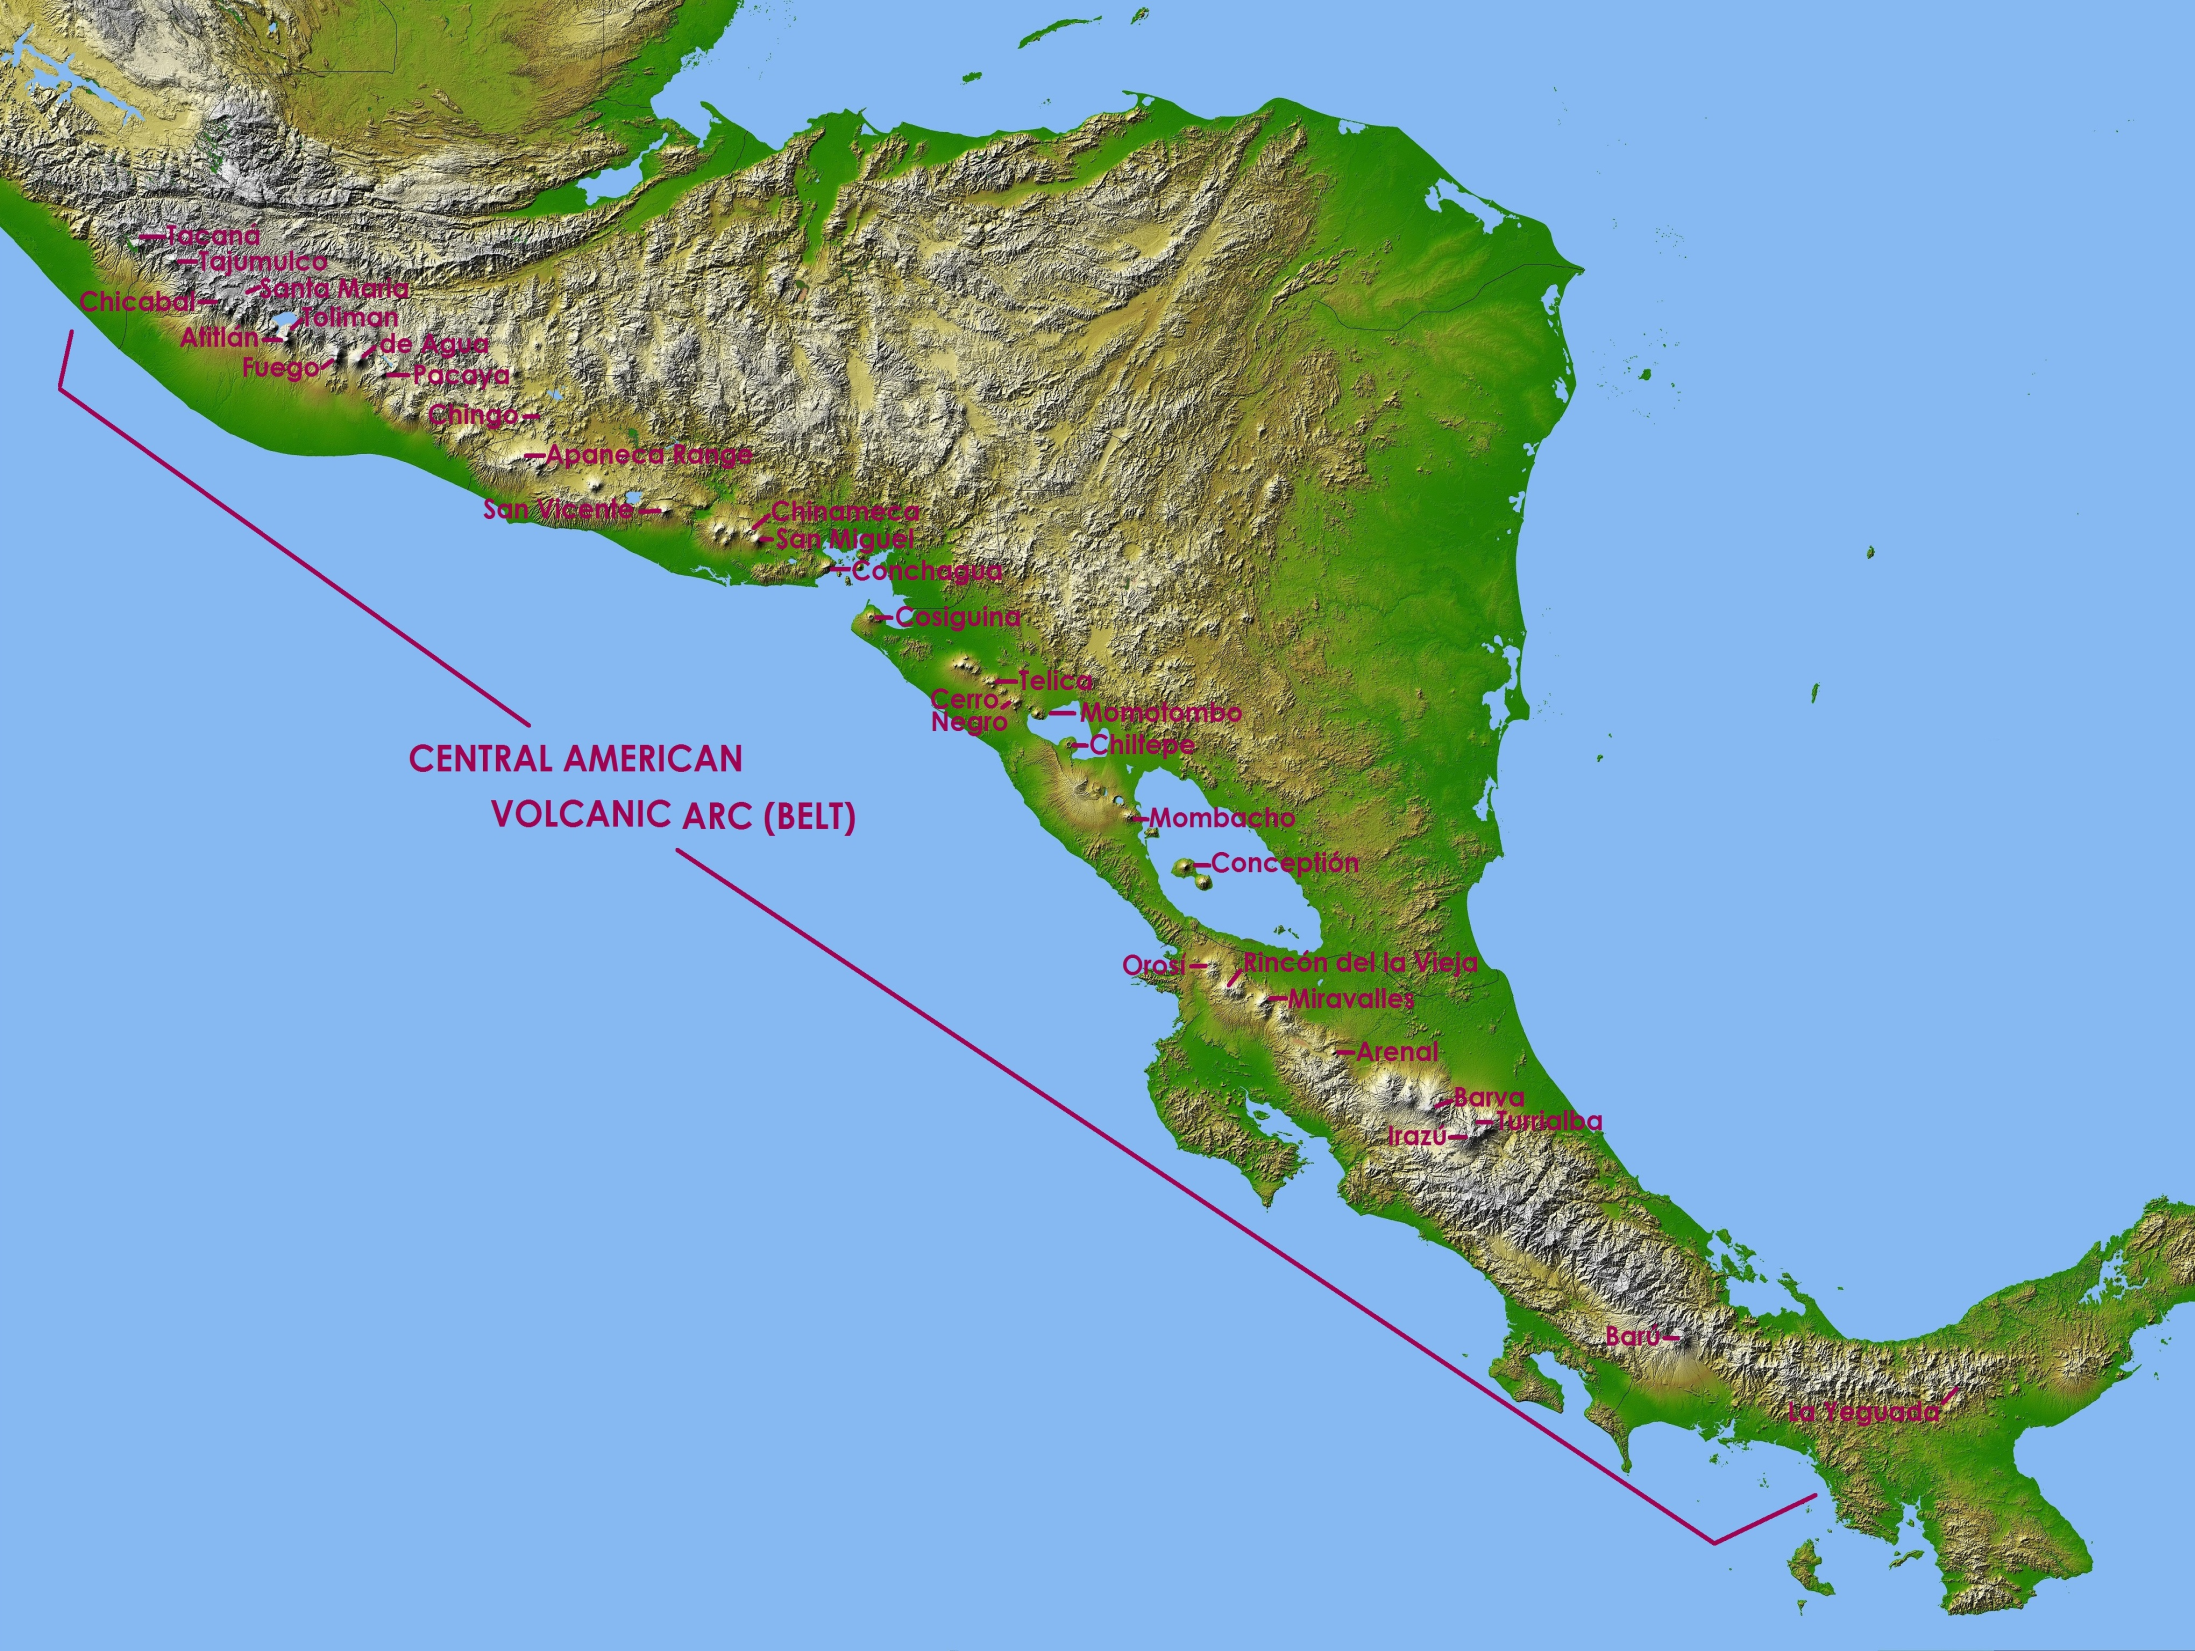 Tacaná
Tajumulco
Santa Maria
Chicabal
Toliman
Atitlan
de Agua
Fuego
Pacaya
Chingo
Apaneca Range
San Vicente
Chinameca
San Miguel
Conchagua
Cosiguina
Telica
Cerro
Negro
Momotombo
Chiltepe
CENTRAL AMERICAN
VOLCANIC ARC (BELT)
Mombacho
Conceptión
Orosí
Rincón del la Vieja
Miravalles
Arenal
Barva
Turrialba
Irazú
Barú
La Yeguada